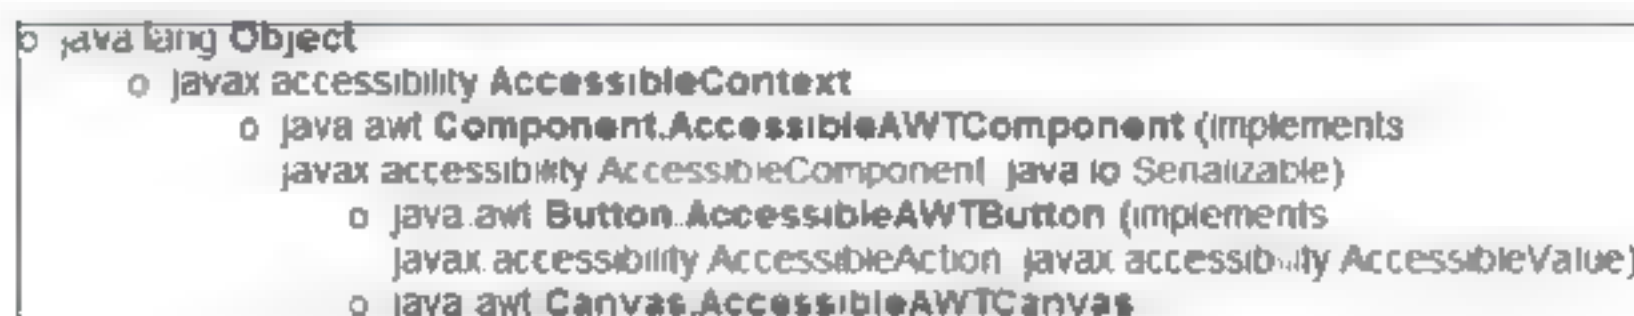 o java.lang.Object
o javax.accessibility.AccessibleContext
o java.awt.Component.AccessibleAWTComponent (implements
javax.accessibility.AccessibleComponent, java.io.Serializable)
o java.awt.Button.AccessibleAWTButton (implements
javax.accessibility.AccessibleAction, javax.accessibility.AccessibleValue)
o java.awt.Canvas.AccessibleAWTCanvas